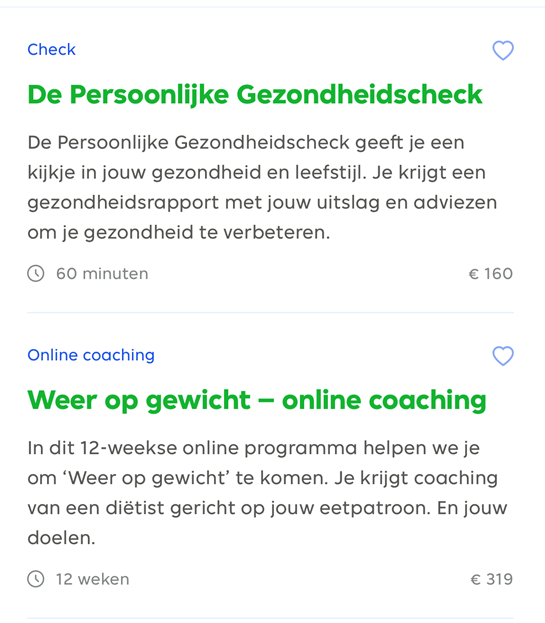 Check
De Persoonlijke Gezondheidscheck
De Persoonlijke Gezondheidscheck geeft je een
kijkje in jouw gezondheid en leefstijl. Je krijgt een
gezondheidsrapport met jouw uitslag en adviezen
om je gezondheid te verbeteren.
60 minuten
€ 160
Online coaching
Weer op gewicht – online coaching
In dit 12-weekse online programma helpen we je
om ‘Weer op gewicht’ te komen. Je krijgt coaching
van een diëtist gericht op jouw eetpatroon. En jouw
doelen.
12 weken
€ 319